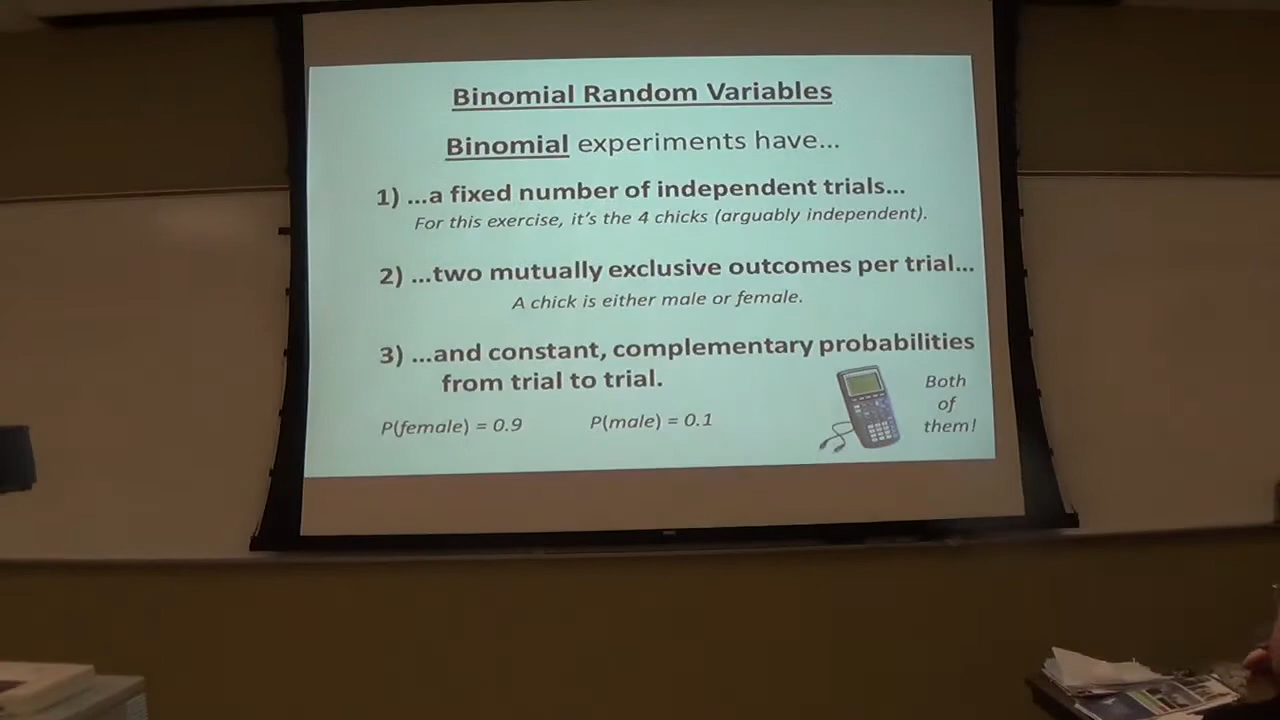 Binomial Random Variables
Binomial experiments have...
1) ...a fixed number of independent trials...
For this exercise, it's the 4 chicks (arguably independent).
2) ...two mutually exclusive outcomes per trial...
A chick is either male or female.
3) ...and constant, complementary probabilities
from trial to trial.
P(female) = 0.9 P(male) = 0.1
Both
of
them!